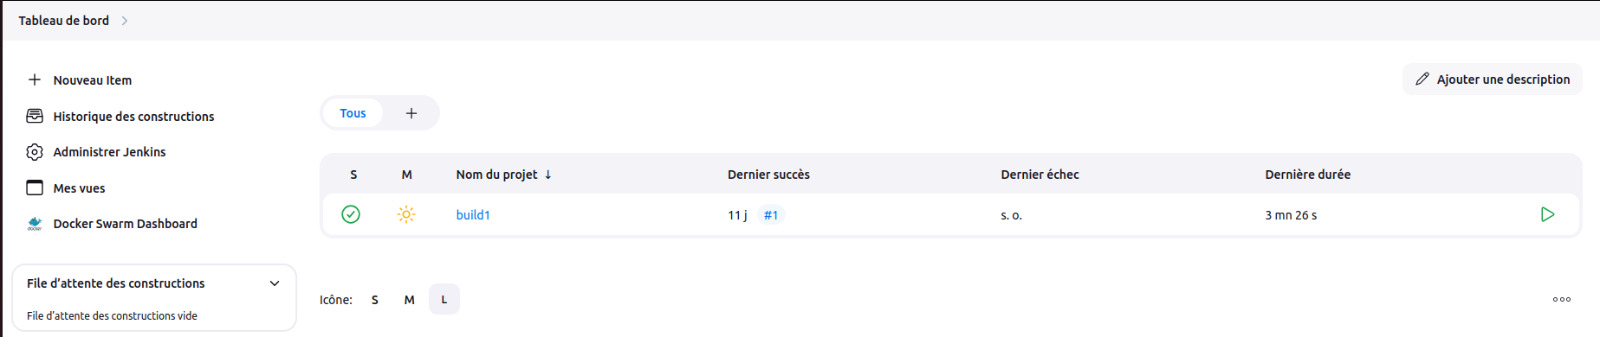 Tableau de bord
Nouveau Item
Historique des constructions
Administrer Jenkins
Mes vues
docker
Docker Swarm Dashboard
File d'attente des constructions
File d'attente des constructions vide
Ajouter une description
Tous +
S M Nom du projet ↓ Dernier succès Dernier échec Dernière durée
build1 11 j #1 s. o. 3 mn 26 s
Icône: S M L